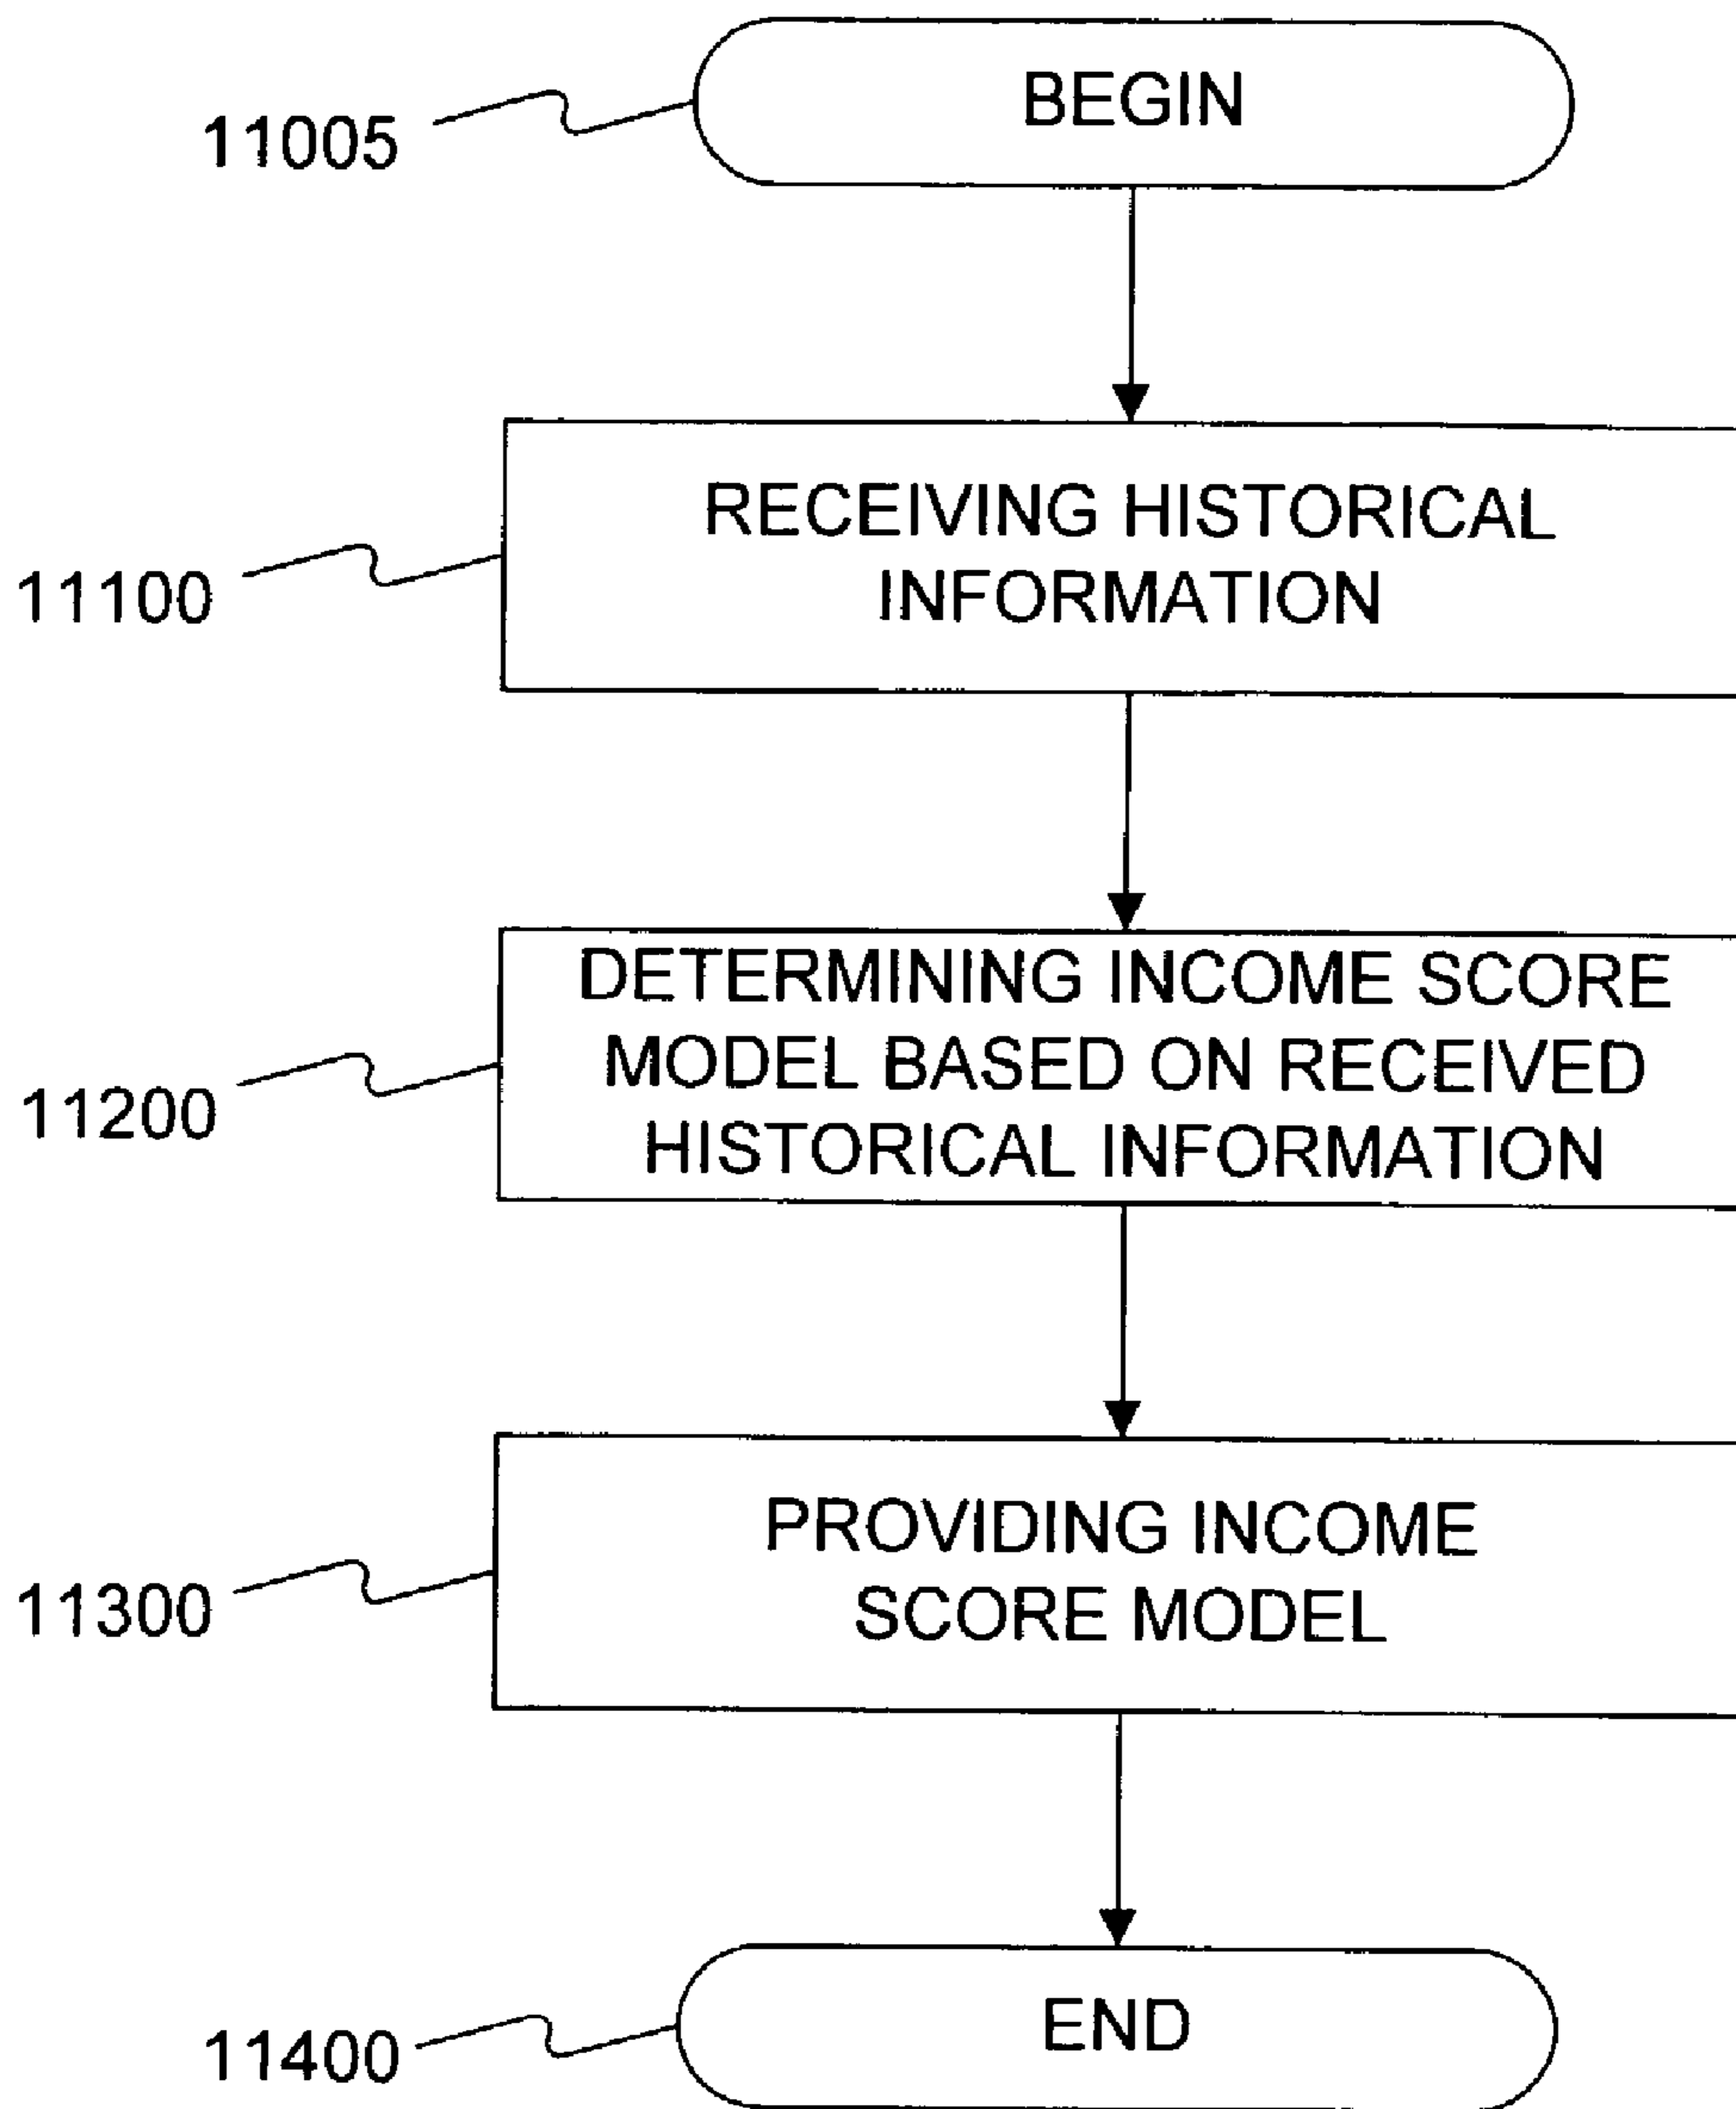 BEGIN
11005
RECEIVING HISTORICAL
INFORMATION
11100
DETERMINING INCOME SCORE
MODEL BASED ON RECEIVED
HISTORICAL INFORMATION
11200
PROVIDING INCOME
SCORE MODEL
11300
END
11400